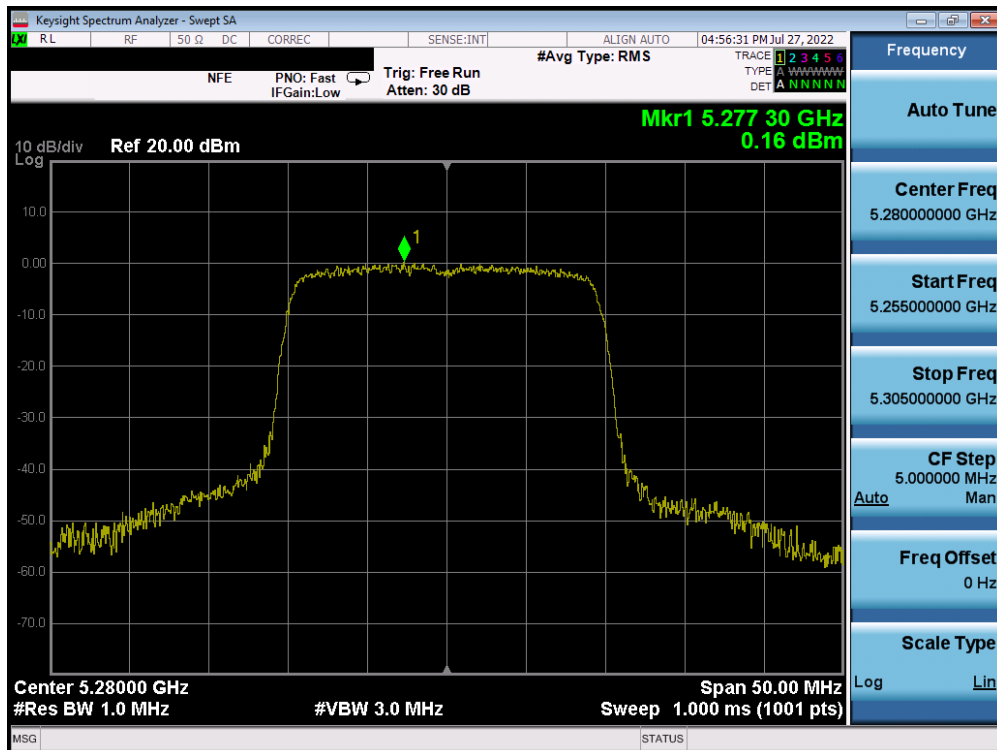 Keysight Spectrum Analyzer - Swept SA
LXI RL RF 50 Ω DC CORREC SENSE:INT ALIGN AUTO 04:56:31 PM Jul 27, 2022
NFE PNO: Fast Trig: Free Run #Avg Type: RMS TRACE 1 2 3 4 5 6
IFGain:Low Atten: 30 dB TYPE A WWWWWW
DET A N N N N N
Mkr1 5.277 30 GHz
0.16 dBm
10 dB/div Ref 20.00 dBm
Log
10.0
0.00
-10.0
-20.0
-30.0
-40.0
-50.0
-60.0
-70.0
1
Center 5.28000 GHz Span 50.00 MHz
#Res BW 1.0 MHz #VBW 3.0 MHz Sweep 1.000 ms (1001 pts)
MSG STATUS
Frequency
Auto Tune
Center Freq
5.280000000 GHz
Start Freq
5.255000000 GHz
Stop Freq
5.305000000 GHz
CF Step
5.000000 MHz
Auto Man
Freq Offset
0 Hz
Scale Type
Log Lin